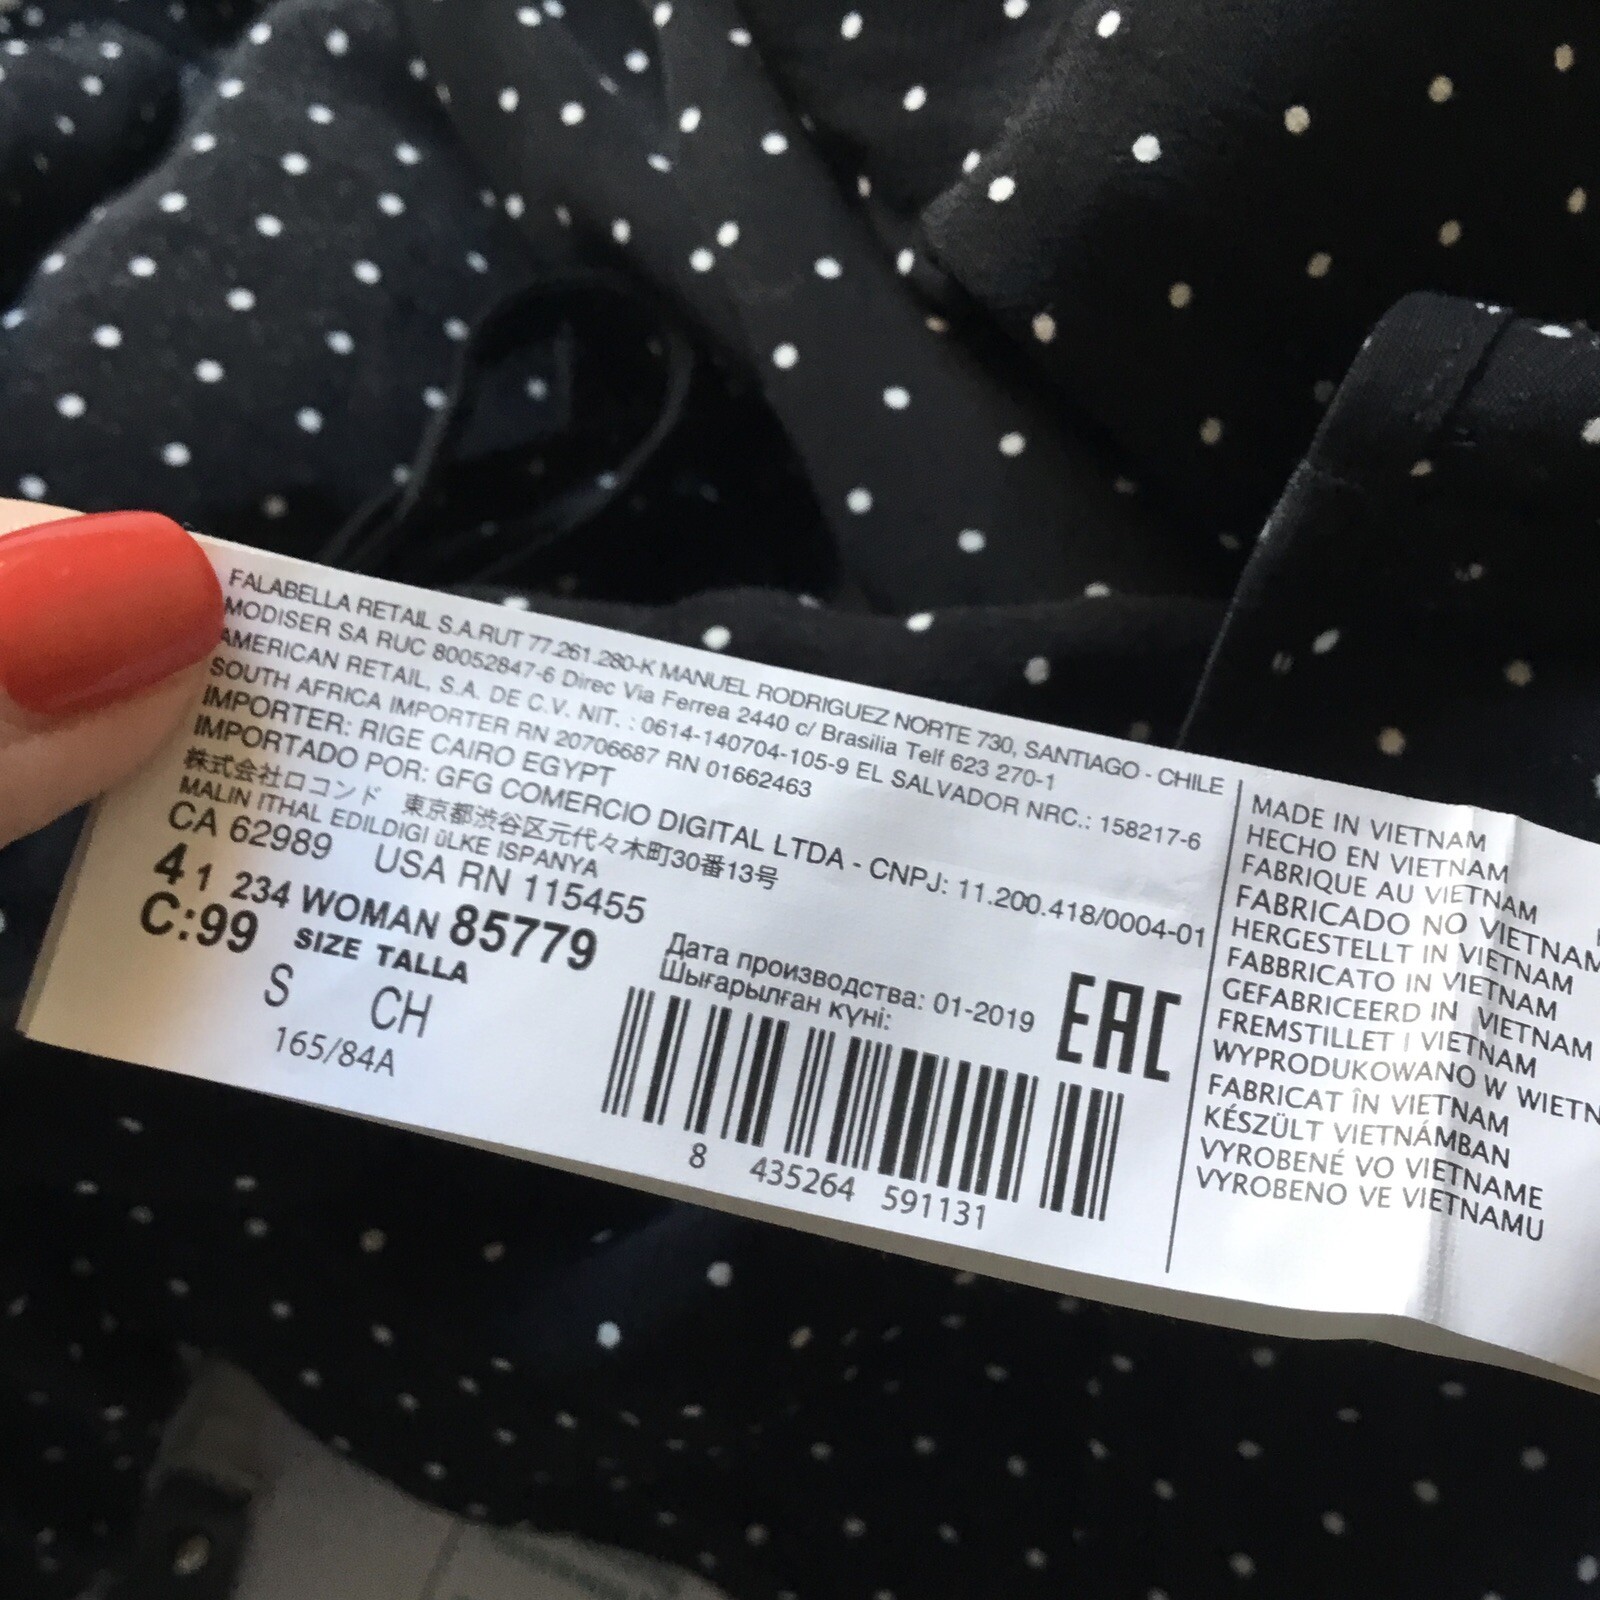 FALABELLA RETAIL S.A.RUT 77.261.280-K MANUEL RODRIGUEZ NORTE 730, SANTIAGO - CHILE
MODISER SA RUC 80052847-6 Direc Via Ferrea 2440 c/ Brasilia Telf 623 270-1
AMERICAN RETAIL, S.A. DE C.V. NIT. : 0614-140704-105-9 EL SALVADOR NRC.: 158217-6
SOUTH AFRICA IMPORTER RN 20706687 RN 01662463
IMPORTER: RIGE CAIRO EGYPT
IMPORTADO POR: GFG COMERCIO DIGITAL LTDA - CNPJ: 11.200.418/0004-01
株式会社ロコンド 東京都渋谷区元代々木町30番13号
MALIN ITHAL EDILDIGI üLKE ISPANYA
CA 62989 USA RN 115455
4 1 234 WOMAN 85779
C:99 SIZE TALLA
S CH
165/84A
Дата производства: 01-2019
Шығарылған күні:
EAC
8 435264 591131
MADE IN VIETNAM
HECHO EN VIETNAM
FABRIQUE AU VIETNAM
FABRICADO NO VIETNAM
HERGESTELLT IN VIETNAM
FABBRICATO IN VIETNAM
GEFABRICEERD IN VIETNAM
FREMSTILLET I VIETNAM
WYPRODUKOWANO W
FABRICAT ÎN VIETNAM
KÉSZÜLT VIETNÁMBAN
VYROBENÉ VO VIETNAME
VYROBENO VE VIETNAMU